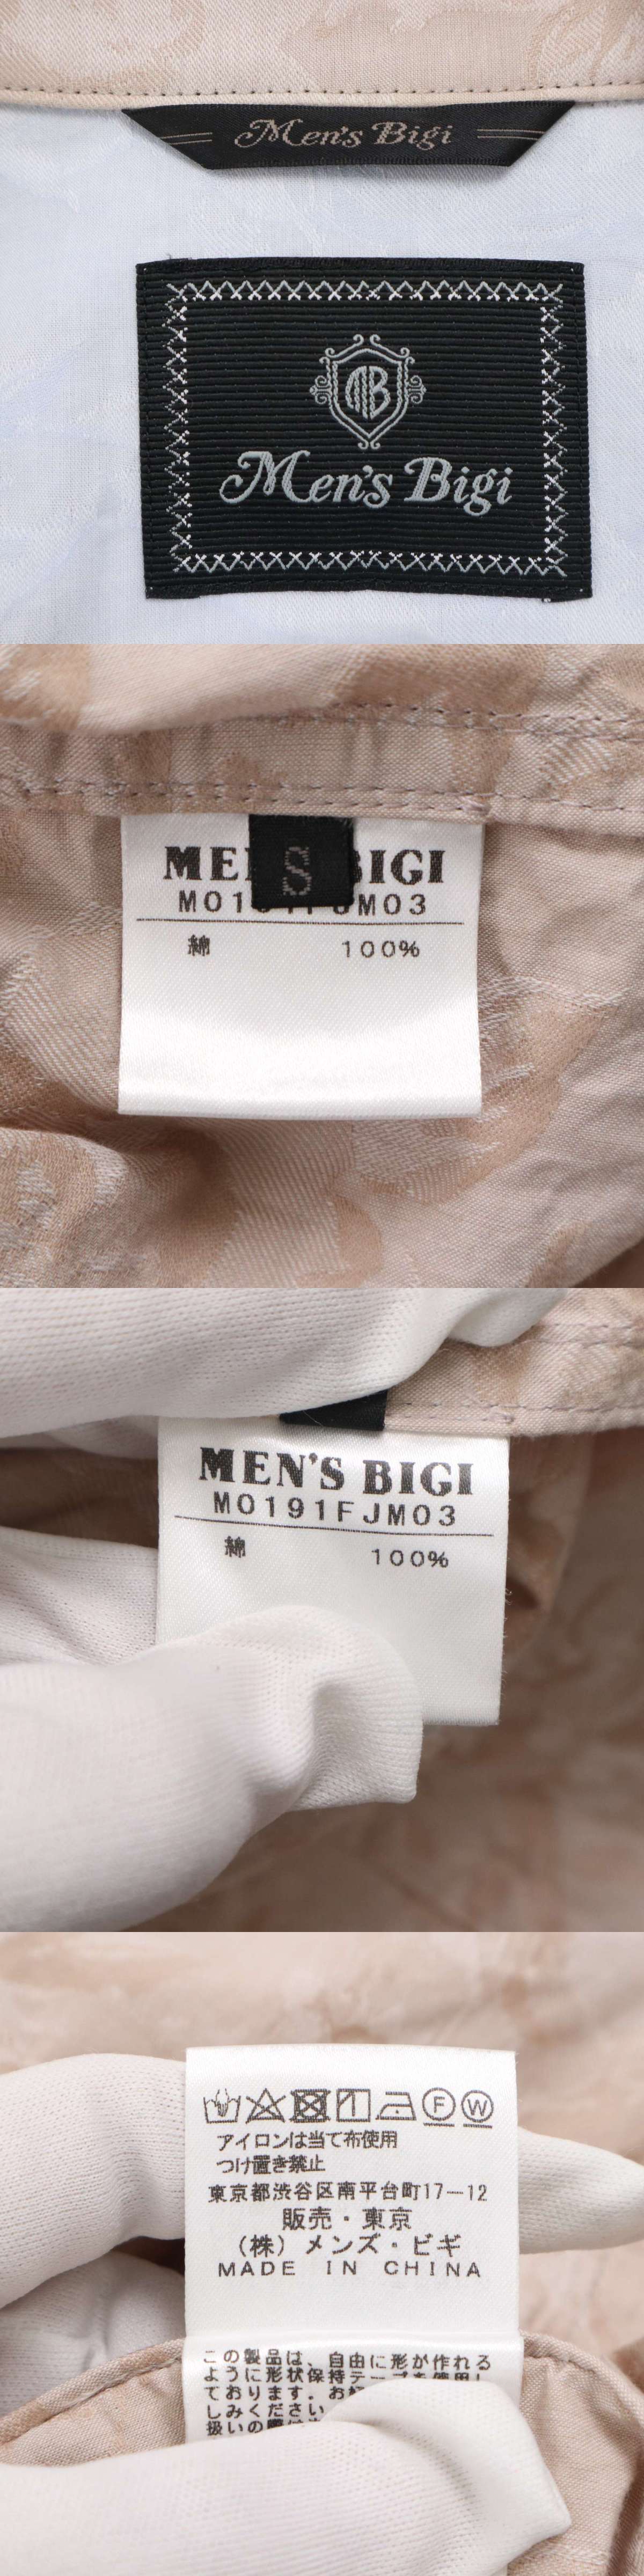 Men's Bigi
MB
Men's Bigi
S
BIGI
M03
綿 100%
MEN'S BIGI
M0191FJM03
綿 100%
F W
アイロンは当て布使用
つけ置き禁止
東京都渋谷区南平台町17-12
販売・東京
(株) メンズ・ビギ
MADE IN CHINA
この製品は、自由に形が作れる
ように形状保持テープを使用し
ております。
しみください
扱いの際は